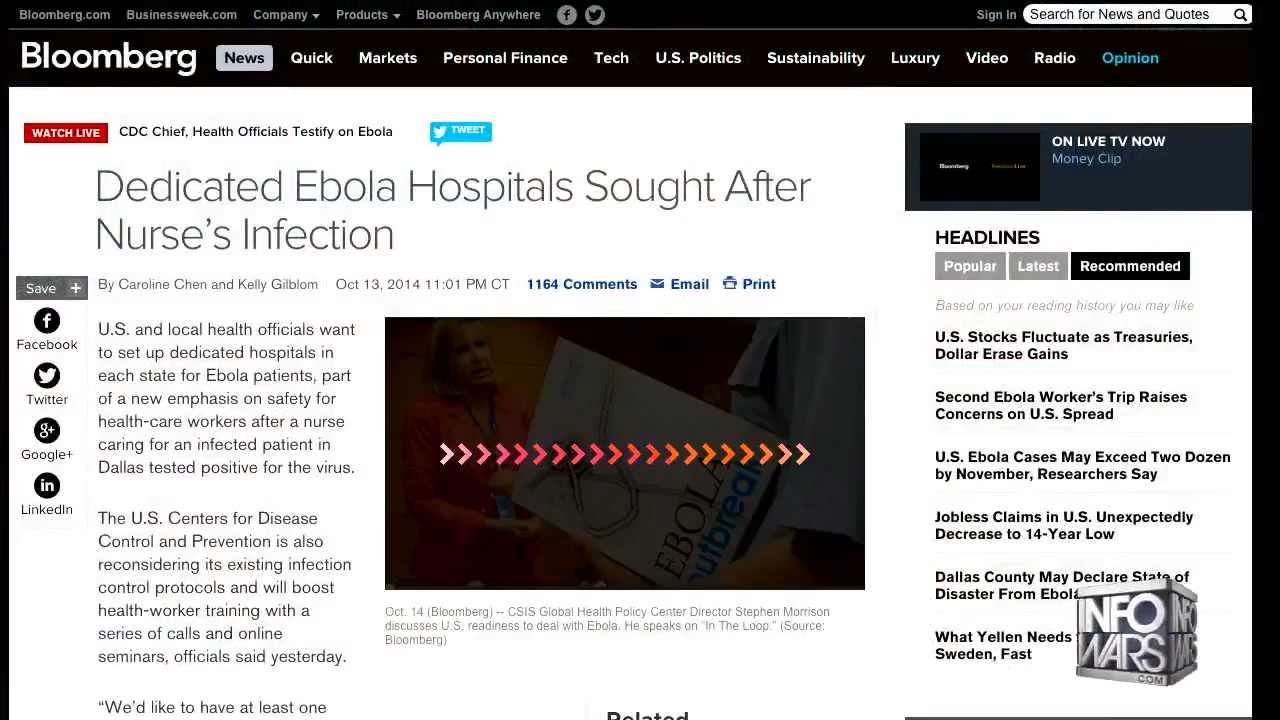 Bloomberg.com Businessweek.com Company Products Bloomberg Anywhere Sign In Search for News and Quotes
Bloomberg News Quick Markets Personal Finance Tech U.S. Politics Sustainability Luxury Video Radio Opinion
WATCH LIVE CDC Chief, Health Officials Testify on Ebola TWEET
Dedicated Ebola Hospitals Sought After
Nurse's Infection
Save +
By Caroline Chen and Kelly Gilblom Oct 13, 2014 11:01 PM CT 1164 Comments Email Print
Facebook
Twitter
Google+
LinkedIn
U.S. and local health officials want
to set up dedicated hospitals in
each state for Ebola patients, part
of a new emphasis on safety for
health-care workers after a nurse
caring for an infected patient in
Dallas tested positive for the virus.
The U.S. Centers for Disease
Control and Prevention is also
reconsidering its existing infection
control protocols and will boost
health-worker training with a
series of calls and online
seminars, officials said yesterday.
“We'd like to have at least one
EBOLA
outbreak
Oct. 14 (Bloomberg) -- CSIS Global Health Policy Center Director Stephen Morrison
discusses U.S. readiness to deal with Ebola. He speaks on "In The Loop." (Source:
Bloomberg)
Related
Bloomberg
ON LIVE TV NOW
Money Clip
HEADLINES
Popular Latest Recommended
Based on your reading history you may like
U.S. Stocks Fluctuate as Treasuries,
Dollar Erase Gains
Second Ebola Worker's Trip Raises
Concerns on U.S. Spread
U.S. Ebola Cases May Exceed Two Dozen
by November, Researchers Say
Jobless Claims in U.S. Unexpectedly
Decrease to 14-Year Low
Dallas County May Declare State of
Disaster From Ebola
What Yellen Needs
Sweden, Fast
INFO
WARS
.COM